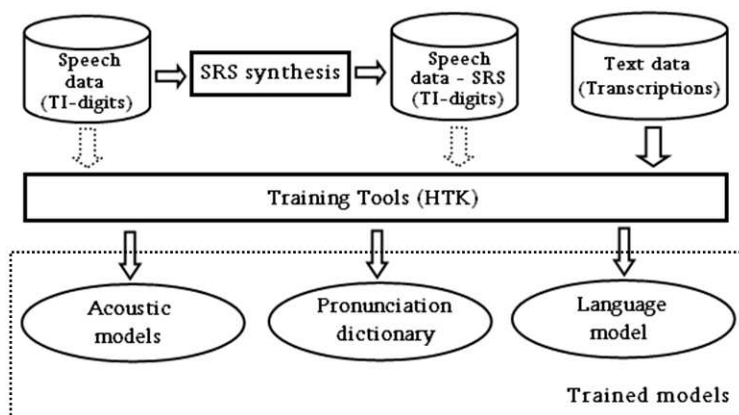 Speech
data
(TI-digits)
SRS synthesis
Speech
data - SRS
(TI-digits)
Text data
(Transcriptions)
Training Tools (HTK)
Acoustic
models
Pronunciation
dictionary
Language
model
Trained models